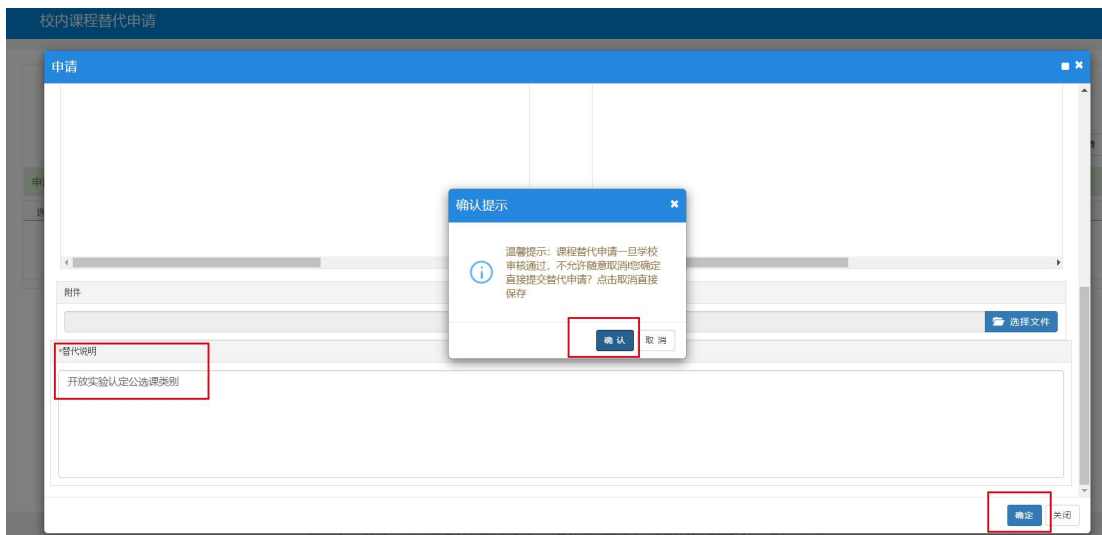 校内课程替代申请
申请
申
确认提示
温馨提示：课程替代申请一旦学校
审核通过，不允许随意取消!您确定
直接提交替代申请？点击取消直接
保存
确 认
取 消
附件
选择文件
*替代说明
开放实验认定公选课类别
确定
关闭